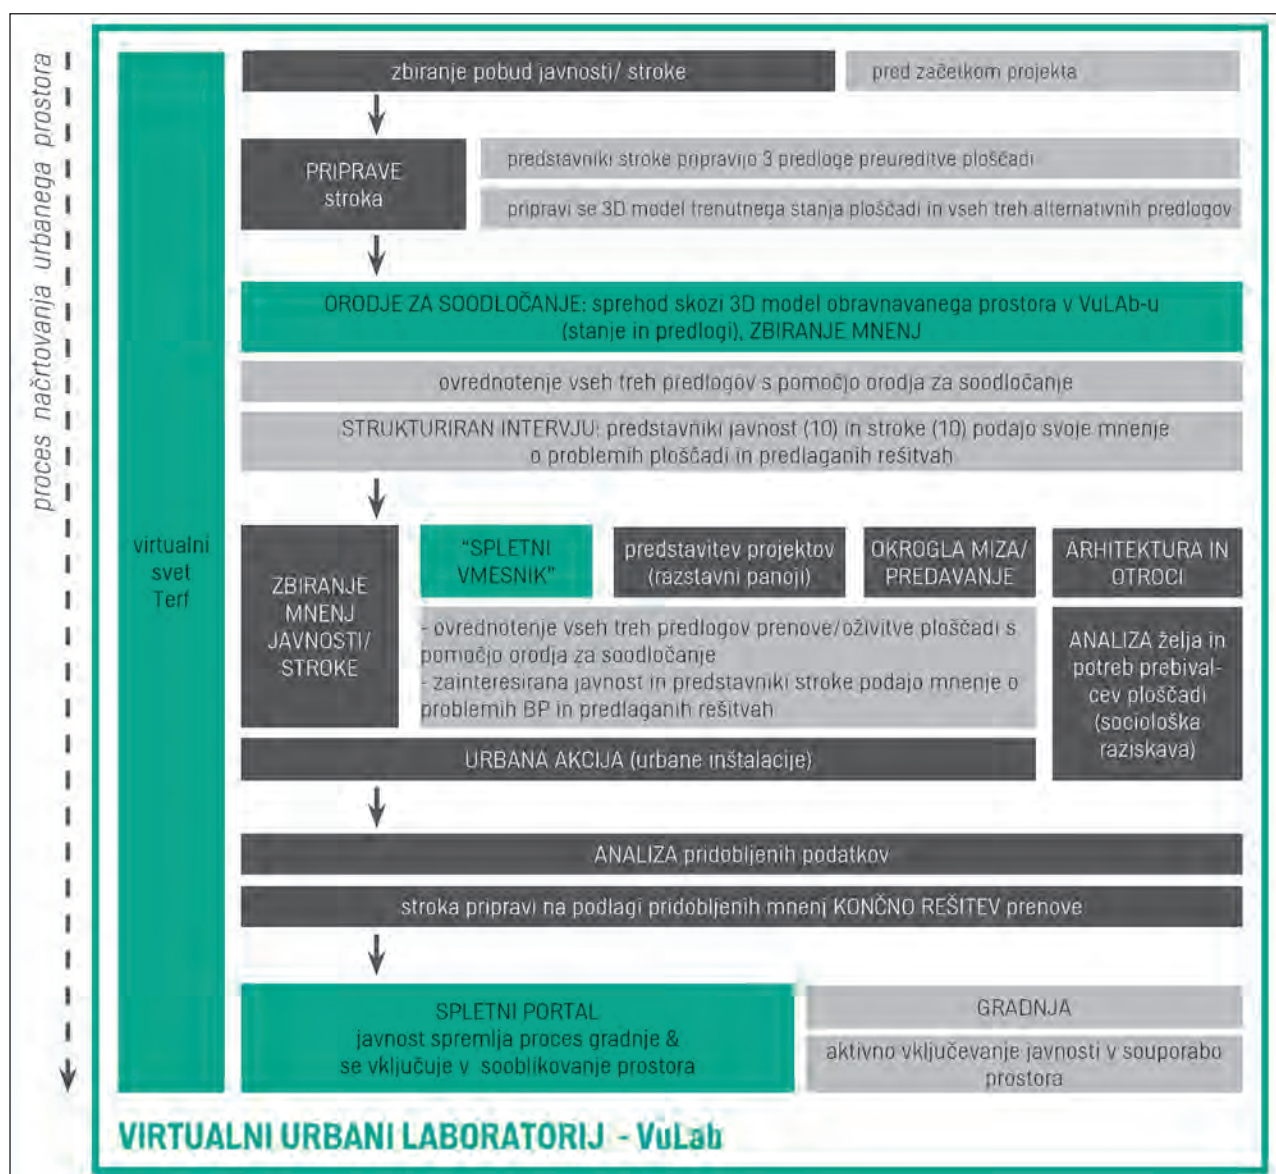 proces načrtovanja urbanega prostora
virtualni
svet
Terf
zbiranje pobud javnosti/ stroke
pred začetkom projekta
PRIPRAVE
stroka
predstavniki stroke pripravijo 3 predloge preureditve ploščadi
pripravi se 3D model trenutnega stanja ploščadi in vseh treh alternativnih predlogov
ORODJE ZA SOODLOČANJE: sprehod skozi 3D model obravnavanega prostora v VuLAb-u
(stanje in predlogi), ZBIRANJE MNENJ
ovrednotenje vseh treh predlogov s pomočjo orodja za soodločanje
STRUKTURIRAN INTERVJU: predstavniki javnost (10) in stroke (10) podajo svoje mnenje
o problemih ploščadi in predlaganih rešitvah
ZBIRANJE
MNENJ
JAVNOSTI/
STROKE
"SPLETNI
VMESNIK"
predstavitev projektov
(razstavni panoji)
OKROGLA MIZA/
PREDAVANJE
ARHITEKTURA IN
OTROCI
- ovrednotenje vseh treh predlogov prenove/oživitve ploščadi s
pomočjo orodja za soodločanje
- zainteresirana javnost in predstavniki stroke podajo mnenje o
problemih BP in predlaganih rešitvah
ANALIZA želja in
potreb prebival-
cev ploščadi
(sociološka
raziskava)
URBANA AKCIJA (urbane inštalacije)
ANALIZA pridobljenih podatkov
stroka pripravi na podlagi pridobljenih mnenj KONČNO REŠITEV prenove
SPLETNI PORTAL
javnost spremlja proces gradnje &
se vključuje v sooblikovanje prostora
GRADNJA
aktivno vključevanje javnosti v souporabo
prostora
VIRTUALNI URBANI LABORATORIJ - VuLab